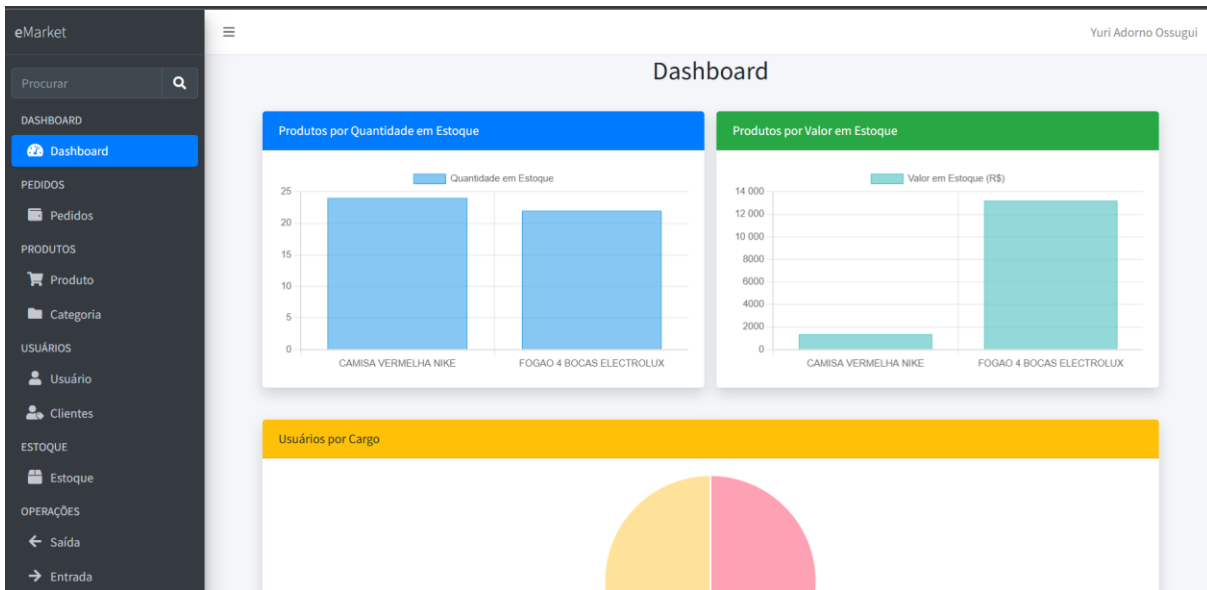 eMarket
Yuri Adorno Ossugui
Procurar
DASHBOARD
Dashboard
PEDIDOS
Pedidos
PRODUTOS
Produto
Categoria
USUÁRIOS
Usuário
Clientes
ESTOQUE
Estoque
OPERAÇÕES
Saída
Entrada
Dashboard
Produtos por Quantidade em Estoque
Quantidade em Estoque
25
20
15
10
5
0
CAMISA VERMELHA NIKE FOGAO 4 BOCAS ELECTROLUX
Produtos por Valor em Estoque
Valor em Estoque (R$)
14 000
12 000
10 000
8000
6000
4000
2000
0
CAMISA VERMELHA NIKE FOGAO 4 BOCAS ELECTROLUX
Usuários por Cargo